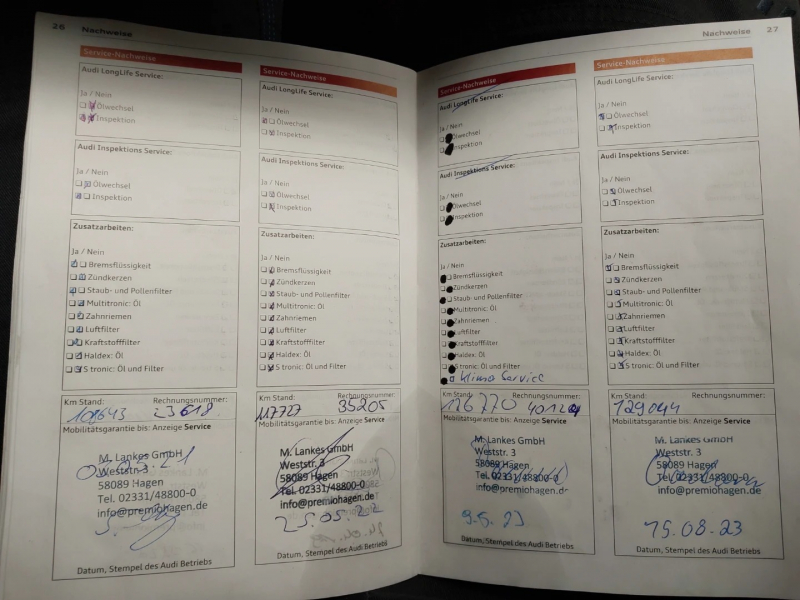 26 Nachweise
Service-Nachweise
Audi LongLife Service:
Ja / Nein
Ölwechsel
Inspektion
Audi Inspektions Service:
Ja / Nein
Ölwechsel
Inspektion
Zusatzarbeiten:
Ja / Nein
Bremsflüssigkeit
Zündkerzen
Staub- und Pollenfilter
Multitronic: Öl
Zahnriemen
Luftfilter
Kraftstofffilter
Haldex: Öl
S tronic: Öl und Filter
Km Stand: Rechnungsnummer:
23618
Mobilitätsgarantie bis: Anzeige Service
M. Lankes GmbH
Weststr. 3
58089 Hagen
Tel. 02331/48800-0
info@premiohagen.de
Datum, Stempel des Audi Betriebs
Service-Nachweise
Audi LongLife Service:
Ja / Nein
Ölwechsel
Inspektion
Audi Inspektions Service:
Ja / Nein
Ölwechsel
Inspektion
Zusatzarbeiten:
Ja / Nein
Bremsflüssigkeit
Zündkerzen
Staub- und Pollenfilter
Multitronic: Öl
Zahnriemen
Luftfilter
Kraftstofffilter
Haldex: Öl
S tronic: Öl und Filter
Km Stand: Rechnungsnummer:
117727 35205
Mobilitätsgarantie bis: Anzeige Service
M. Lankes GmbH
Weststr. 3
58089 Hagen
Tel. 02331/48800-0
info@premiohagen.de
25.05.22
Datum, Stempel des Audi Betriebs
Nachweise 27
Service-Nachweise
Audi LongLife Service:
Ja / Nein
Ölwechsel
Inspektion
Audi Inspektions Service:
Ja / Nein
Ölwechsel
Inspektion
Zusatzarbeiten:
Ja / Nein
Bremsflüssigkeit
Zündkerzen
Staub- und Pollenfilter
Multitronic: Öl
Zahnriemen
Luftfilter
Kraftstofffilter
Haldex: Öl
S tronic: Öl und Filter
Klima Service
Km Stand: Rechnungsnummer:
126770
Mobilitätsgarantie bis: Anzeige Service
M. Lankes GmbH
Weststr. 3
58089 Hagen
Tel. 02331/48800-0
info@premiohagen.de
9.5.23
Datum, Stempel des Audi Betriebs
Service-Nachweise
Audi LongLife Service:
Ja / Nein
Ölwechsel
Inspektion
Audi Inspektions Service:
Ja / Nein
Ölwechsel
Inspektion
Zusatzarbeiten:
Ja / Nein
Bremsflüssigkeit
Zündkerzen
Staub- und Pollenfilter
Multitronic: Öl
Zahnriemen
Luftfilter
Kraftstofffilter
Haldex: Öl
S tronic: Öl und Filter
Km Stand: Rechnungsnummer:
129044
Mobilitätsgarantie bis: Anzeige Service
M. Lankes GmbH
Weststr. 3
58089 Hagen
Tel. 02331/48800-0
info@premiohagen.de
15.08.23
Datum, Stempel des Audi Betriebs